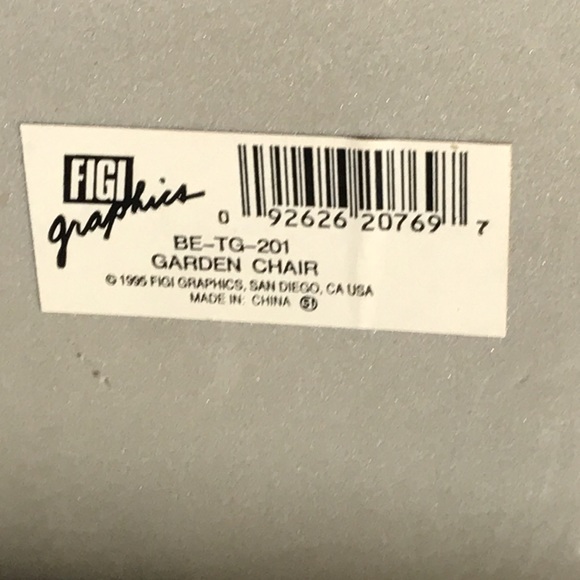 FIGI
graphics
0 92626 20769 7
BE-TG-201
GARDEN CHAIR
© 1995 FIGI GRAPHICS, SAN DIEGO, CA USA
MADE IN: CHINA 51